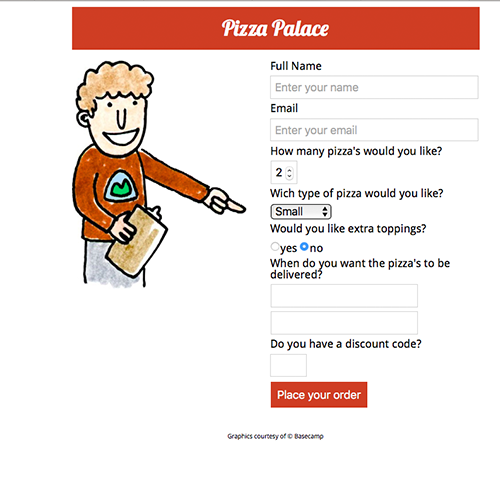 Pizza Palace
Full Name
Enter your name
Email
Enter your email
How many pizza's would you like?
2
Wich type of pizza would you like?
Small
Would you like extra toppings?
yes no
When do you want the pizza's to be
delivered?
Do you have a discount code?
Place your order
Graphics courtesy of © Basecamp